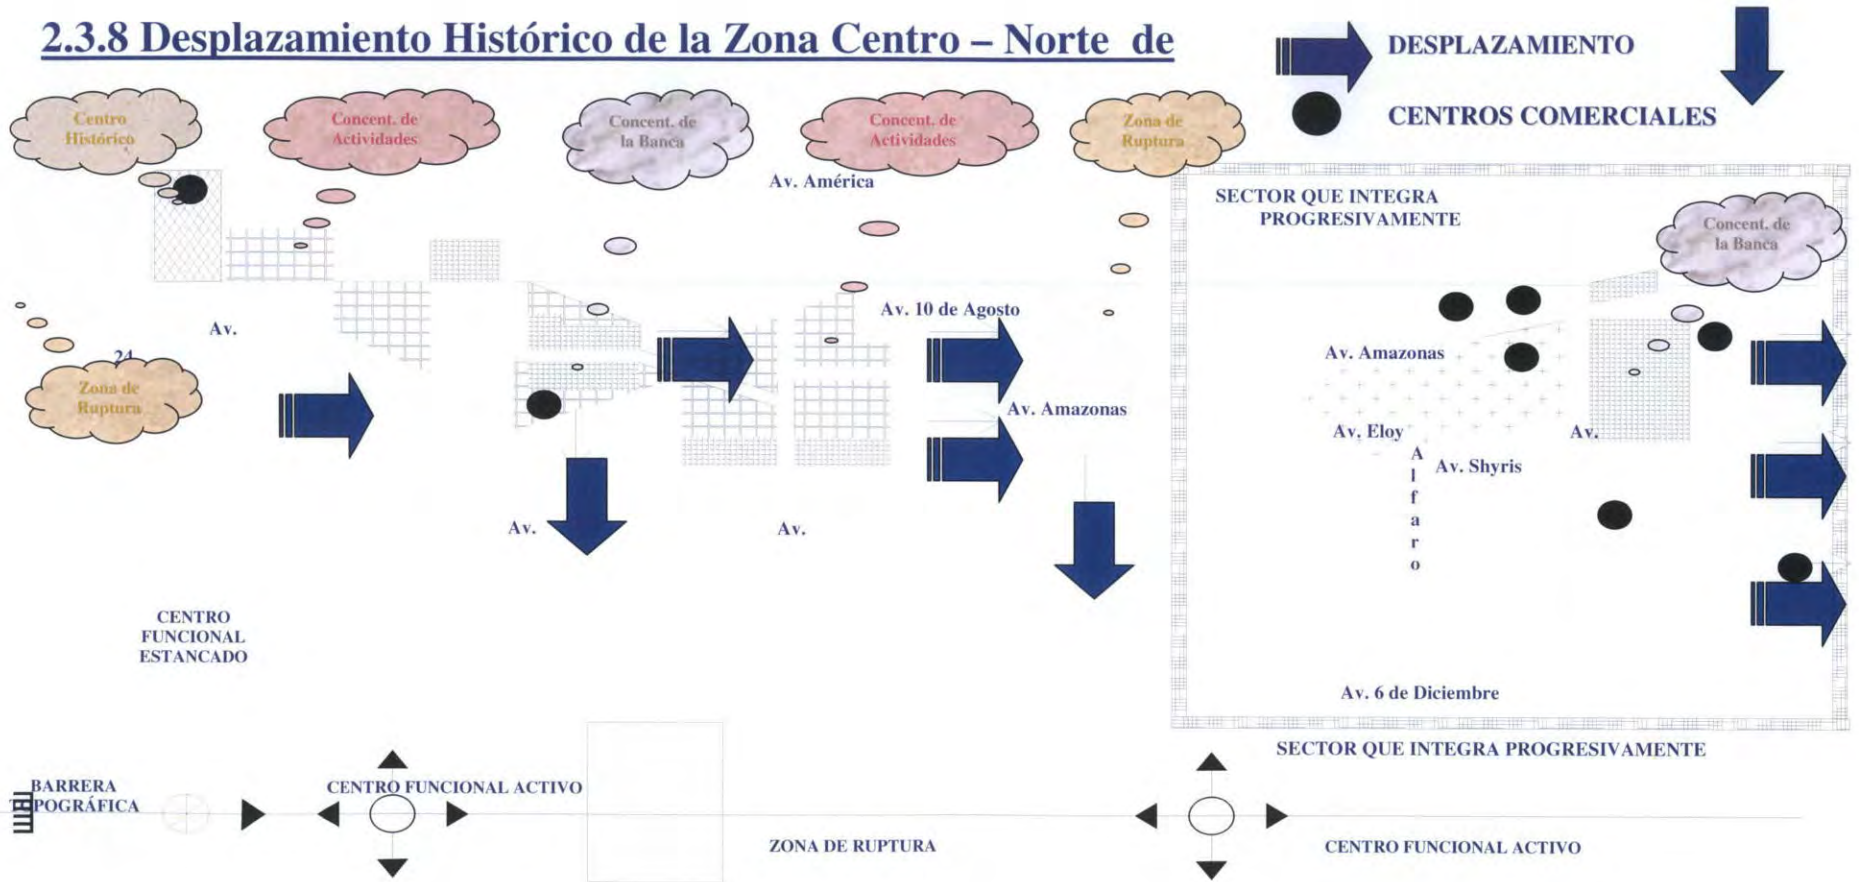 2.3.8 Desplazamiento Histórico de la Zona Centro – Norte de
DESPLAZAMIENTO
CENTROS COMERCIALES
Centro
Histórico
Concent. de
Actividades
Concent. de
la Banca
Concent. de
Actividades
Zona de
Ruptura
Av. América
SECTOR QUE INTEGRA
PROGRESIVAMENTE
Concent. de
la Banca
Av.
24
Zona de
Ruptura
Av. 10 de Agosto
Av. Amazonas
Av. Amazonas
Av. Eloy
A
l
f
a
r
o
Av.
Av. Shyris
Av.
Av.
CENTRO
FUNCIONAL
ESTANCADO
Av. 6 de Diciembre
SECTOR QUE INTEGRA PROGRESIVAMENTE
BARRERA
TOPOGRÁFICA
CENTRO FUNCIONAL ACTIVO
ZONA DE RUPTURA
CENTRO FUNCIONAL ACTIVO